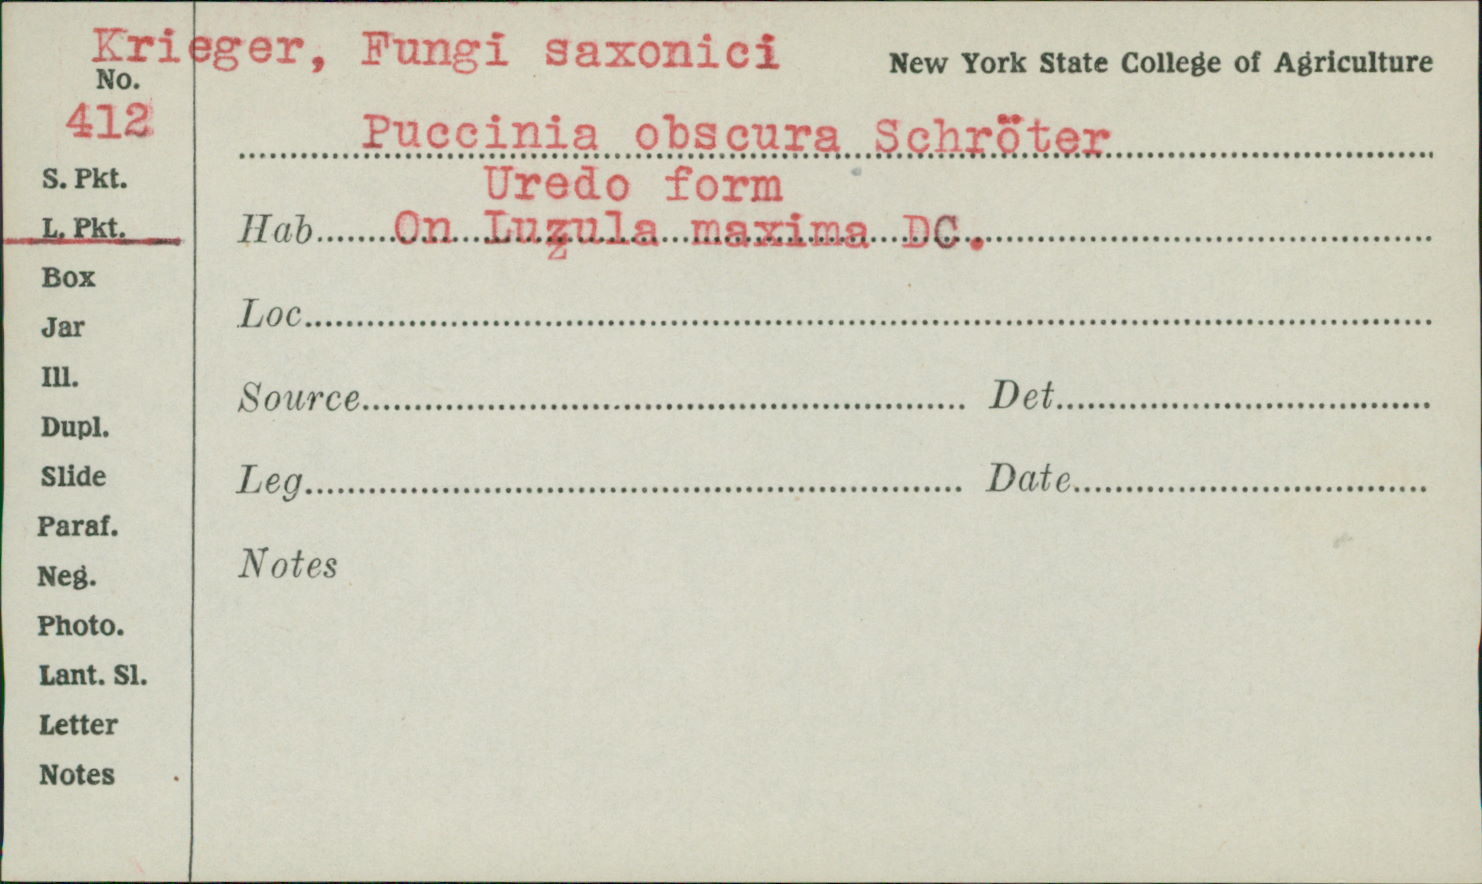 Krieger, Fungi saxonici
New York State College of Agriculture
No.
412
Puccinia obscura Schröter
Uredo form
S. Pkt.
L. Pkt.
Hab. On Luzula maxima DC.
Box
Loc.
Jar
Ill.
Source
Det.
Dupl.
Slide
Leg.
Date
Paraf.
Neg.
Notes
Photo.
Lant. Sl.
Letter
Notes